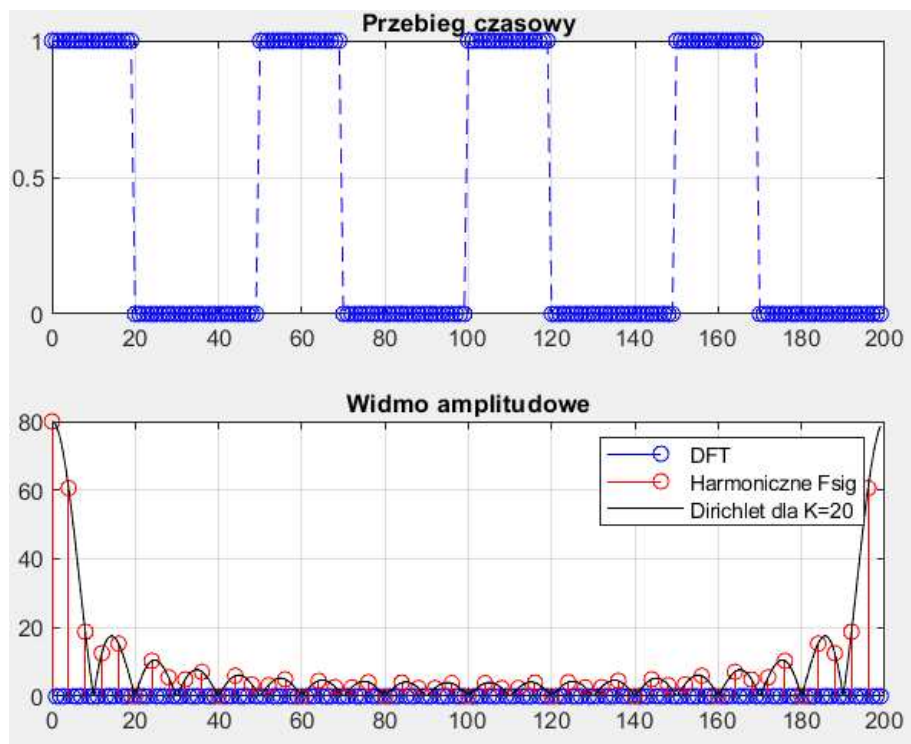 Przebieg czasowy
1
0.5
0
0 20 40 60 80 100 120 140 160 180 200
Widmo amplitudowe
80
60
40
20
0
DFT
Harmoniczne Fsig
Dirichlet dla K=20
0 20 40 60 80 100 120 140 160 180 200